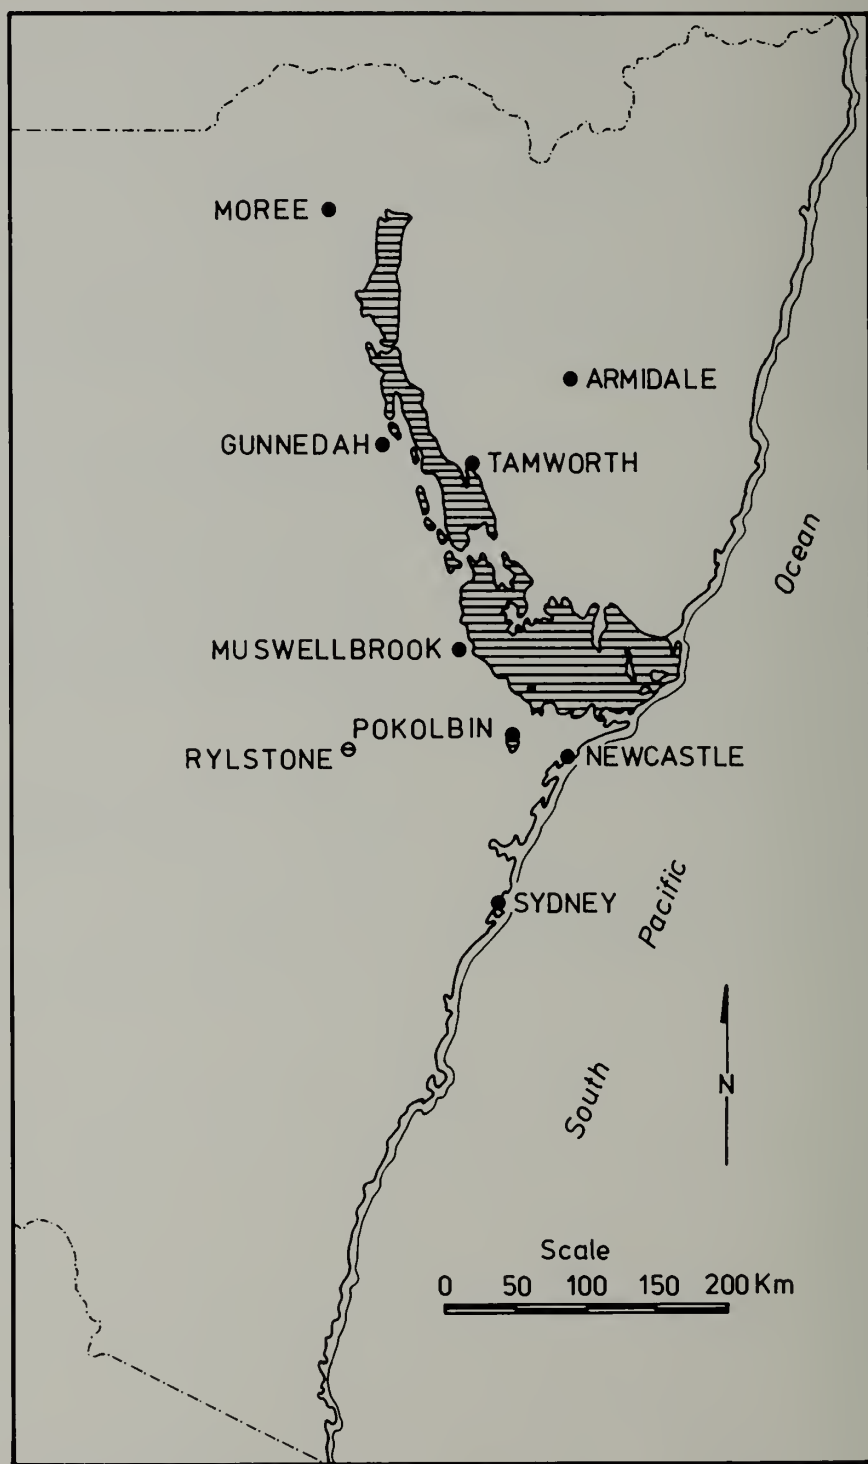 MOREE
ARMIDALE
GUNNEDAH
TAMWORTH
Ocean
MUSWELLBROOK
POKOLBIN
RYLSTONE
NEWCASTLE
Pacific
SYDNEY
South
N
Scale
0 50 100 150 200 Km